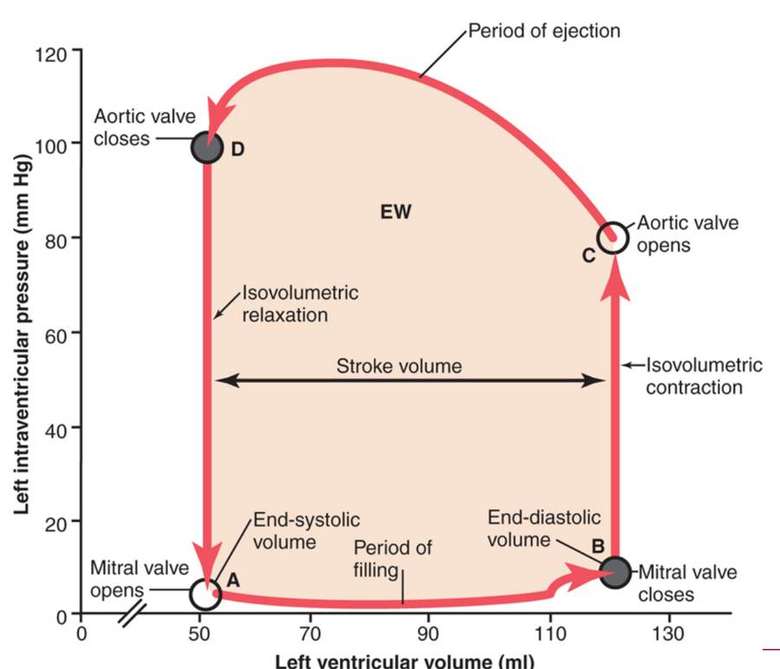 Period of ejection
120
Aortic valve
closes
D
100
EW
Aortic valve
opens
C
80
Isovolumetric
relaxation
60
Stroke volume
Isovolumetric
contraction
40
20
End-systolic
volume
End-diastolic
volume
Period of
filling
B
Mitral valve
opens
A
Mitral valve
closes
0
0
50
70
90
110
130
Left intraventricular pressure (mm Hg)
Left ventricular volume (ml)